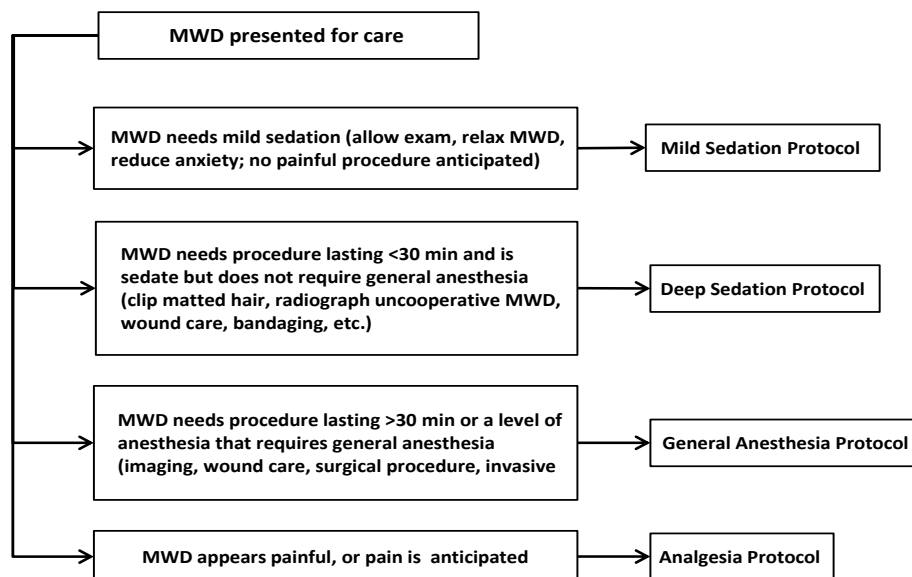 MWD presented for care
MWD needs mild sedation (allow exam, relax MWD,
reduce anxiety; no painful procedure anticipated)
Mild Sedation Protocol
MWD needs procedure lasting <30 min and is
sedate but does not require general anesthesia
(clip matted hair, radiograph uncooperative MWD,
wound care, bandaging, etc.)
Deep Sedation Protocol
MWD needs procedure lasting >30 min or a level of
anesthesia that requires general anesthesia
(imaging, wound care, surgical procedure, invasive
General Anesthesia Protocol
MWD appears painful, or pain is anticipated
Analgesia Protocol